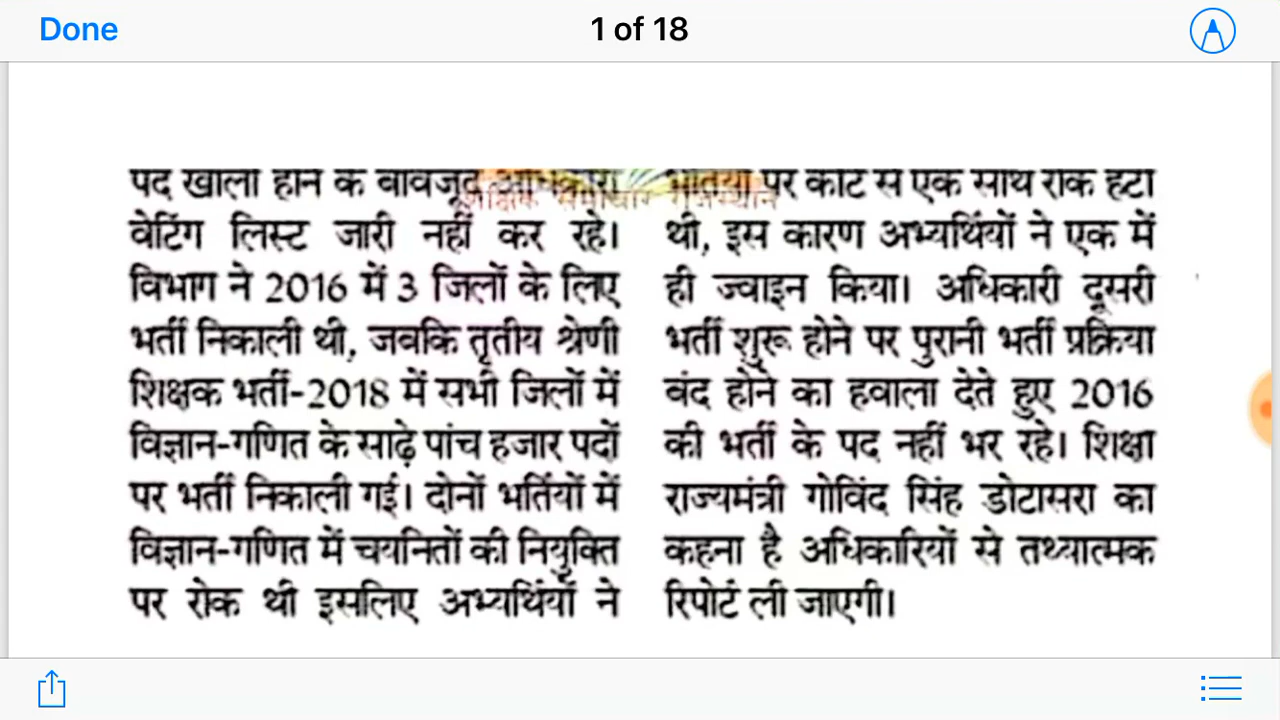 Done
1 of 18
पद खाली होने के बावजूद अधिकारी
वेटिंग लिस्ट जारी नहीं कर रहे।
विभाग ने 2016 में 3 जिलों के लिए
भर्ती निकाली थी, जबकि तृतीय श्रेणी
शिक्षक भर्ती-2018 में सभी जिलों में
विज्ञान-गणित के साढ़े पांच हजार पदों
पर भर्ती निकाली गई। दोनों भर्तियों में
विज्ञान-गणित में चयनितों की नियुक्ति
पर रोक थी इसलिए अभ्यर्थियों ने
भर्तियों पर कोर्ट से एक साथ रोक हटी
थी, इस कारण अभ्यर्थियों ने एक में
ही ज्वाइन किया। अधिकारी दूसरी
भर्ती शुरू होने पर पुरानी भर्ती प्रक्रिया
बंद होने का हवाला देते हुए 2016
की भर्ती के पद नहीं भर रहे। शिक्षा
राज्यमंत्री गोविंद सिंह डोटासरा का
कहना है अधिकारियों से तथ्यात्मक
रिपोर्ट ली जाएगी।